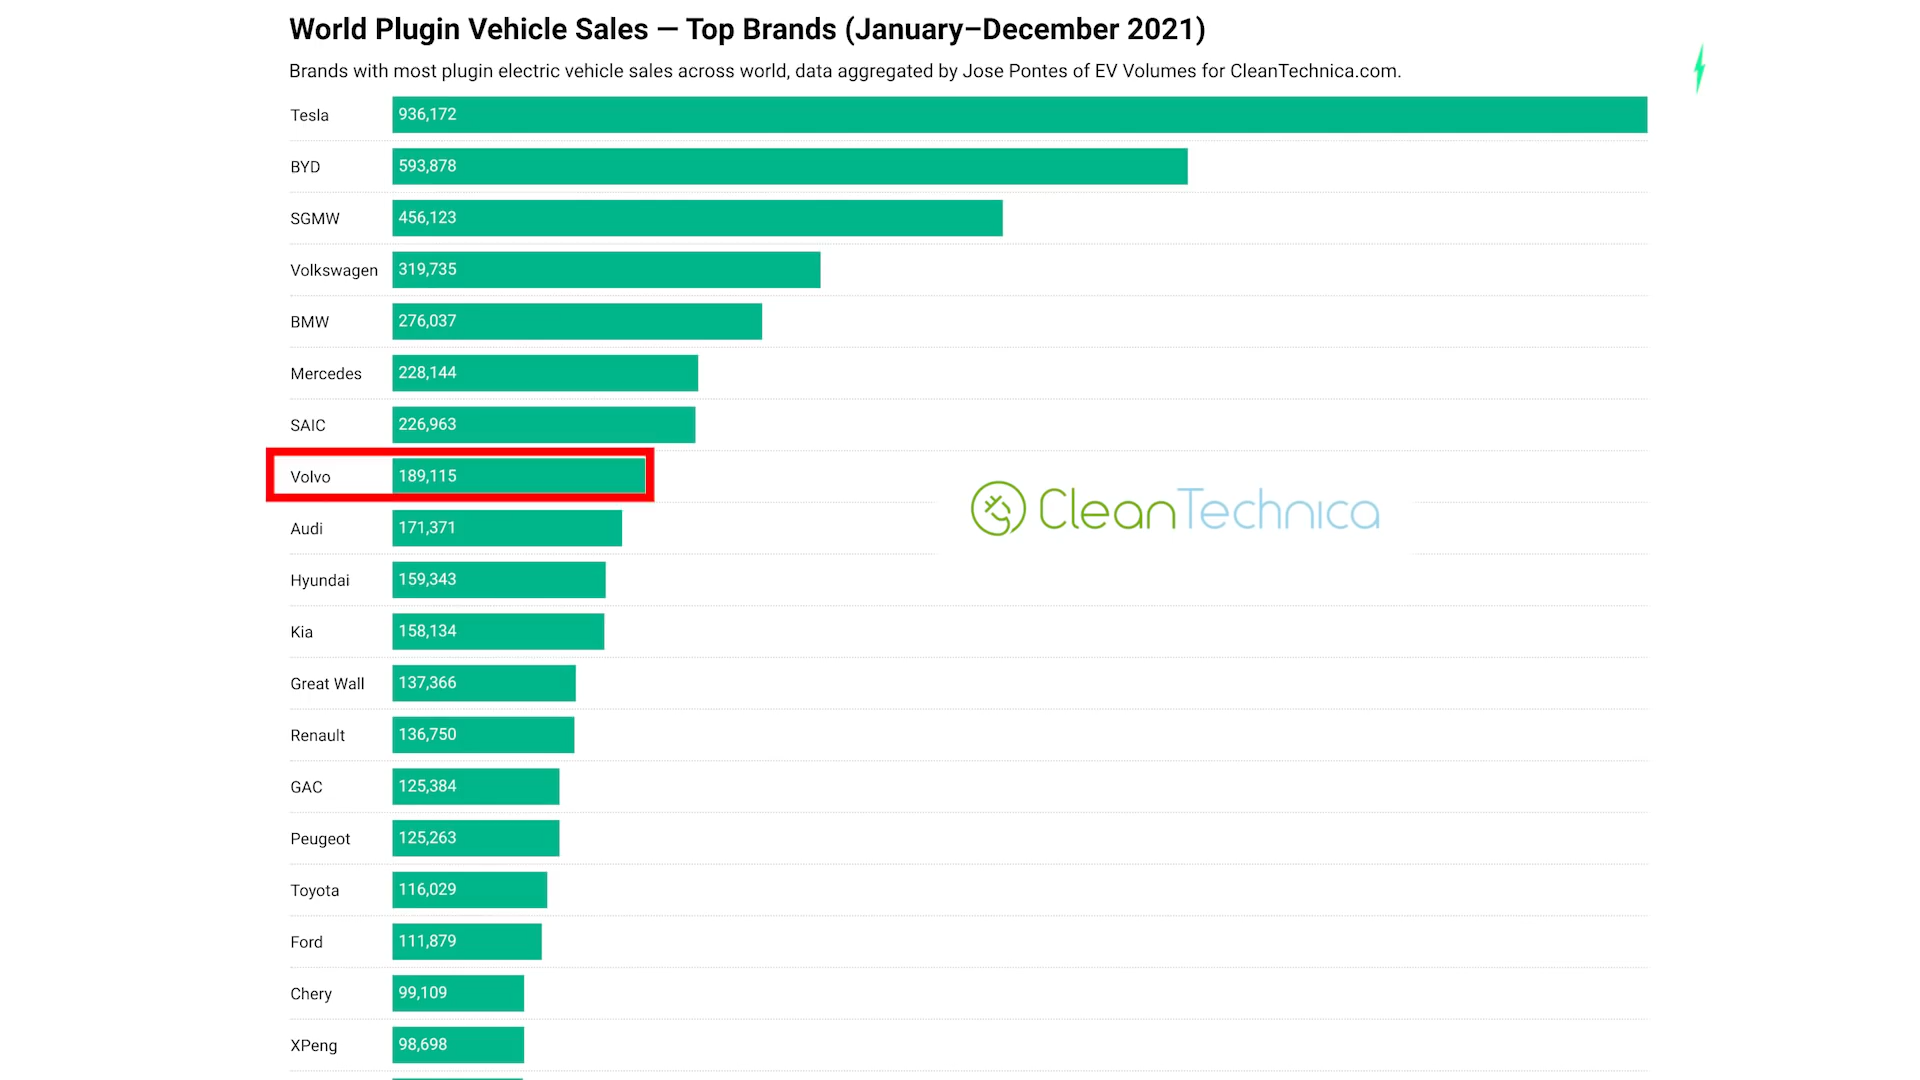 World Plugin Vehicle Sales — Top Brands (January–December 2021)
Brands with most plugin electric vehicle sales across world, data aggregated by Jose Pontes of EV Volumes for CleanTechnica.com.
Tesla 936,172
BYD 593,878
SGMW 456,123
Volkswagen 319,735
BMW 276,037
Mercedes 228,144
SAIC 226,963
Volvo 189,115
CleanTechnica
Audi 171,371
Hyundai 159,343
Kia 158,134
Great Wall 137,366
Renault 136,750
GAC 125,384
Peugeot 125,263
Toyota 116,029
Ford 111,879
Chery 99,109
XPeng 98,698